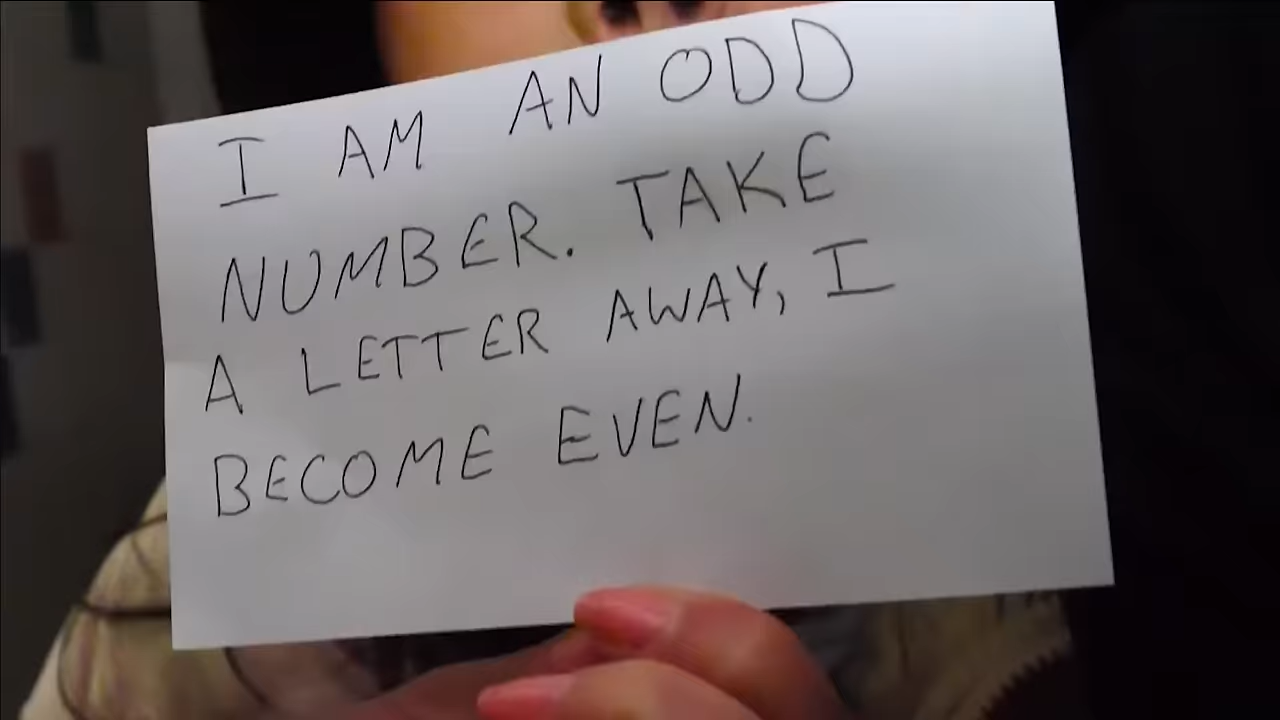 I AM AN ODD
NUMBER. TAKE
A LETTER AWAY, I
BECOME EVEN.